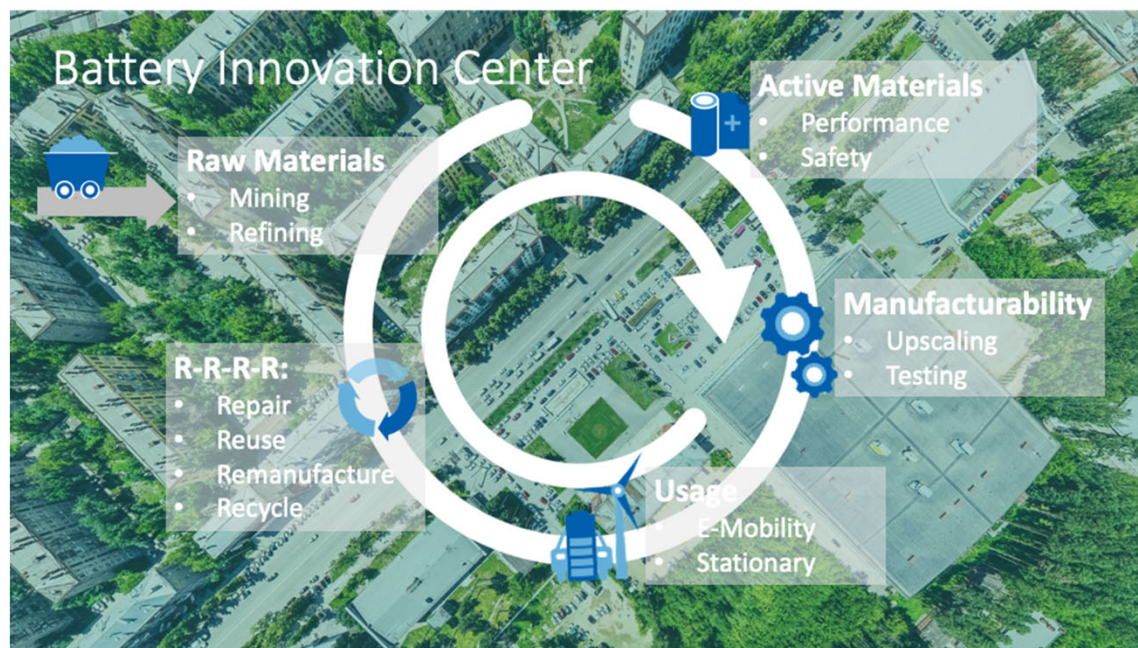 Battery Innovation Center
Raw Materials
• Mining
• Refining
Active Materials
• Performance
• Safety
Manufacturability
• Upscaling
• Testing
Usage
• E-Mobility
• Stationary
R-R-R-R:
• Repair
• Reuse
• Remanufacture
• Recycle